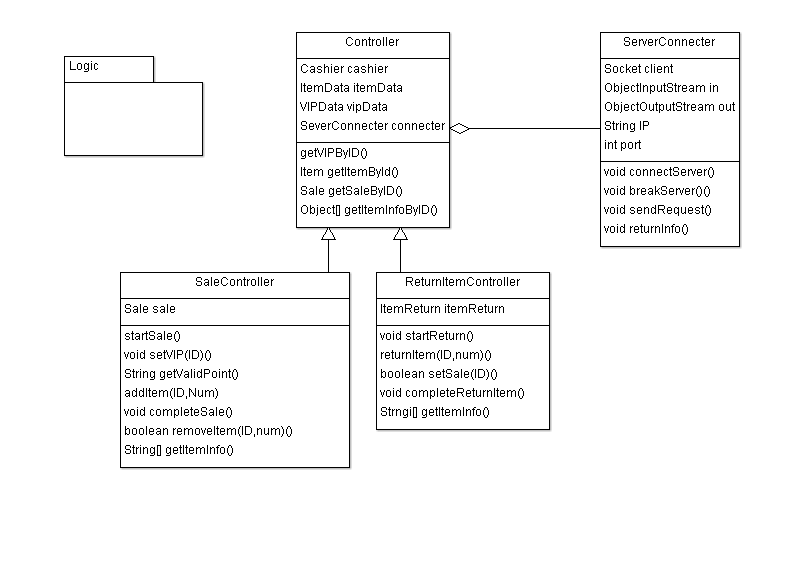 Logic
Controller
Cashier cashier
ItemData itemData
VIPData vipData
SeverConnecter connecter
getVIPByID()
Item getItemById()
Sale getSaleByID()
Object[] getItemInfoByID()
ServerConnecter
Socket client
ObjectInputStream in
ObjectOutputStream out
String IP
int port
void connectServer()
void breakServer()()
void sendRequest()
void returnInfo()
SaleController
Sale sale
startSale()
void setVIP(ID)()
String getValidPoint()
addItem(ID,Num)
void completeSale()
boolean removeItem(ID,num)()
String[] getItemInfo()
ReturnItemController
ItemReturn itemReturn
void startReturn()
returnItem(ID,num)()
boolean setSale(ID)()
void completeReturnItem()
Strngi[] getItemInfo()